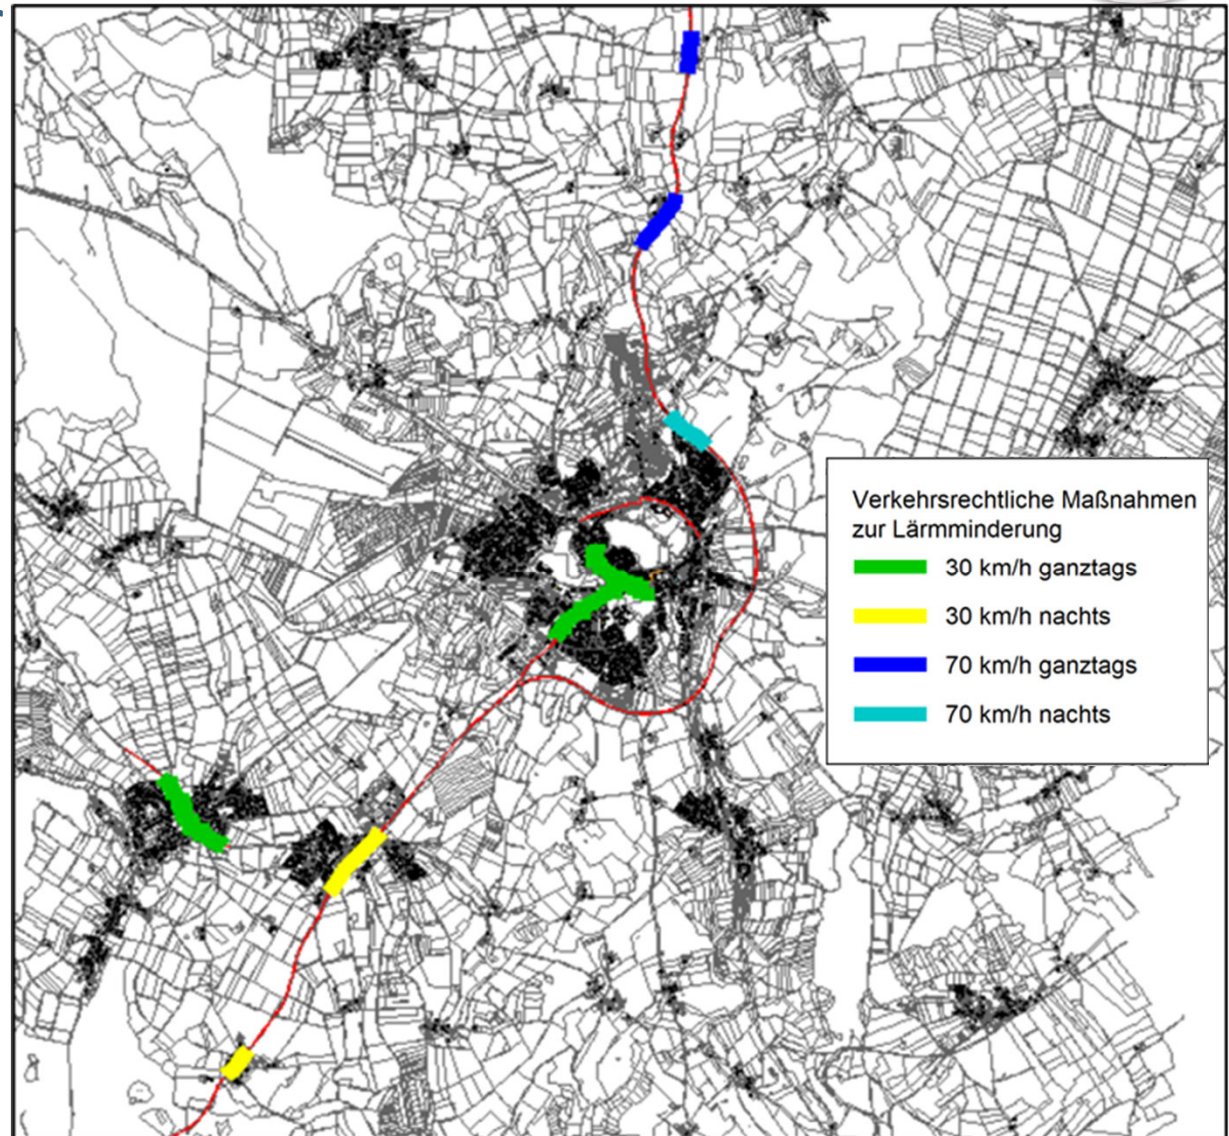 Verkehrsrechtliche Maßnahmen
zur Lärmminderung
30 km/h ganztags
30 km/h nachts
70 km/h ganztags
70 km/h nachts